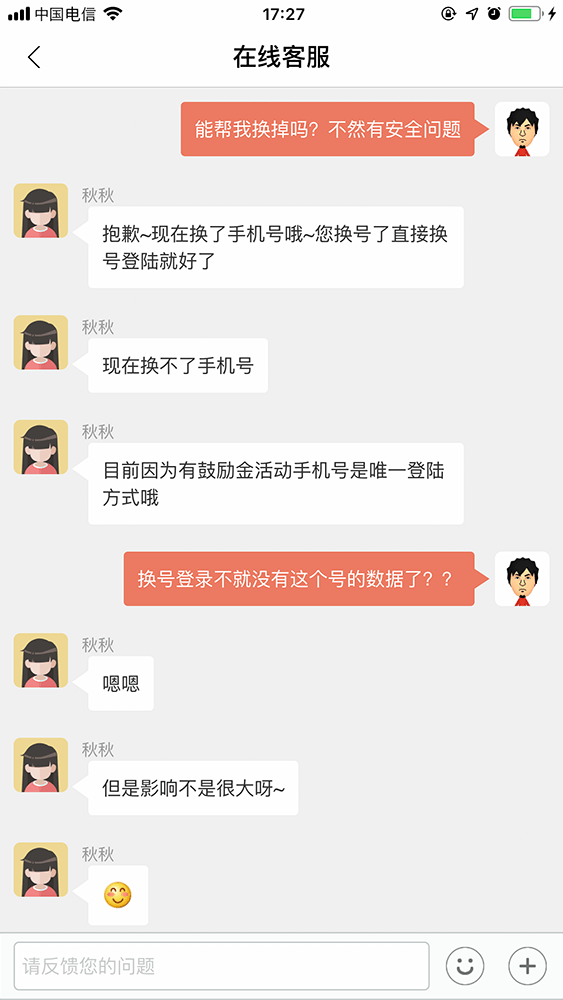 中国电信 17:27
在线客服
能帮我换掉吗？不然有安全问题
秋秋
抱歉~现在换了手机号哦~您换号了直接换
号登陆就好了
秋秋
现在换不了手机号
秋秋
目前因为有鼓励金活动手机号是唯一登陆
方式哦
换号登录不就没有这个号的数据了？？
秋秋
嗯嗯
秋秋
但是影响不是很大呀~
秋秋
请反馈您的问题